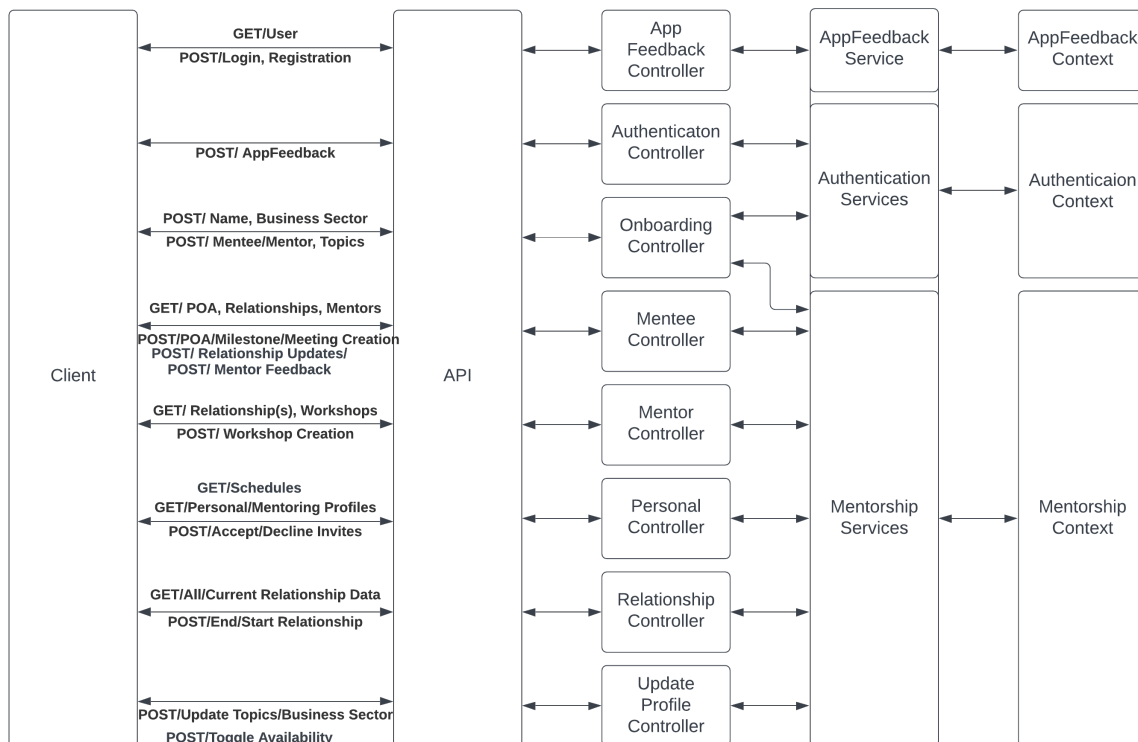 GET/User
POST/Login, Registration
POST/ AppFeedback
POST/ Name, Business Sector
POST/ Mentee/Mentor, Topics
GET/ POA, Relationships, Mentors
POST/POA/Milestone/Meeting Creation
POST/ Relationship Updates/
POST/ Mentor Feedback
GET/ Relationship(s), Workshops
POST/ Workshop Creation
GET/Schedules
GET/Personal/Mentoring Profiles
POST/Accept/Decline Invites
GET/All/Current Relationship Data
POST/End/Start Relationship
POST/Update Topics/Business Sector
POST/Toggle Availability
Client
API
App
Feedback
Controller
Authenticaton
Controller
Onboarding
Controller
Mentee
Controller
Mentor
Controller
Personal
Controller
Relationship
Controller
Update
Profile
Controller
AppFeedback
Service
Authentication
Services
Mentorship
Services
AppFeedback
Context
Authenticaion
Context
Mentorship
Context